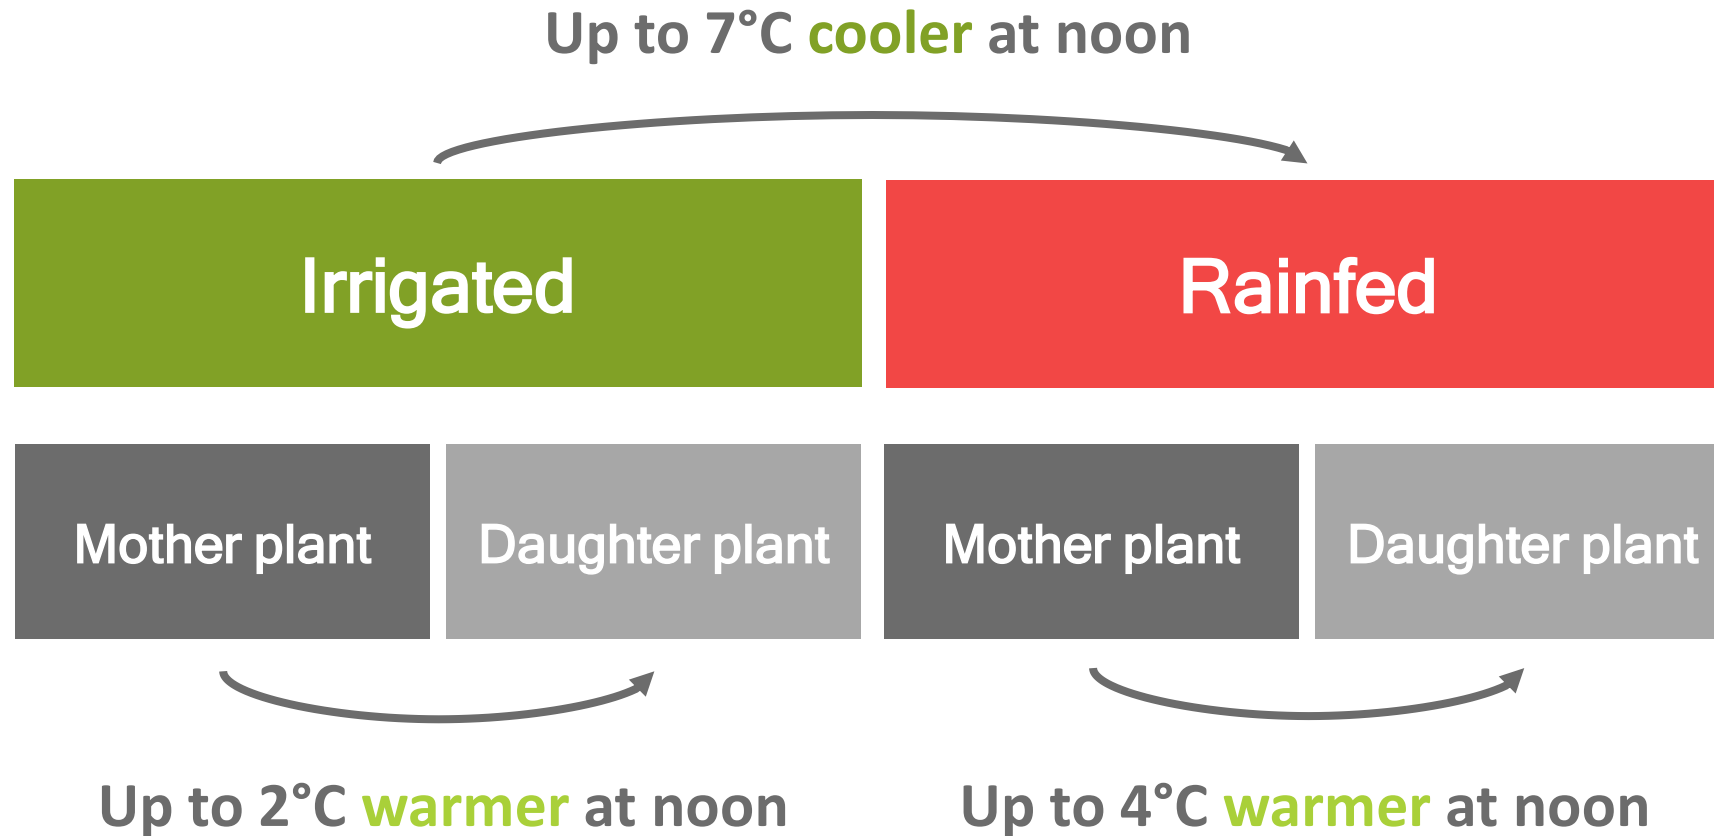 Up to 7°C cooler at noon
Irrigated
Rainfed
Mother plant
Daughter plant
Mother plant
Daughter plant
Up to 2°C warmer at noon
Up to 4°C warmer at noon